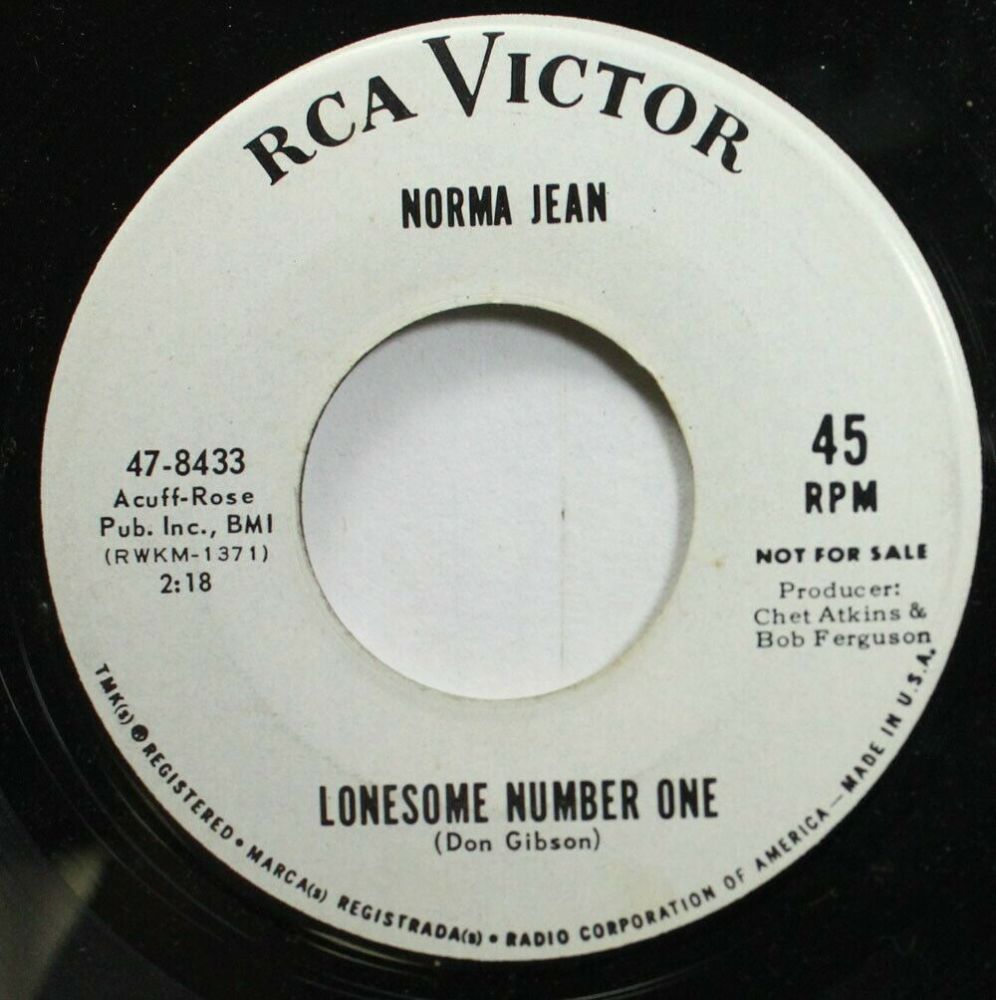 RCA VICTOR
NORMA JEAN
47-8433
Acuff-Rose
Pub. Inc., BMI
(RWKM-1371)
2:18
45
RPM
NOT FOR SALE
Producer:
Chet Atkins &
Bob Ferguson
LONESOME NUMBER ONE
(Don Gibson)
TMK(s) ® REGISTERED • MARCA(s) REGISTRADA(s) • RADIO CORPORATION OF AMERICA — MADE IN U.S.A.